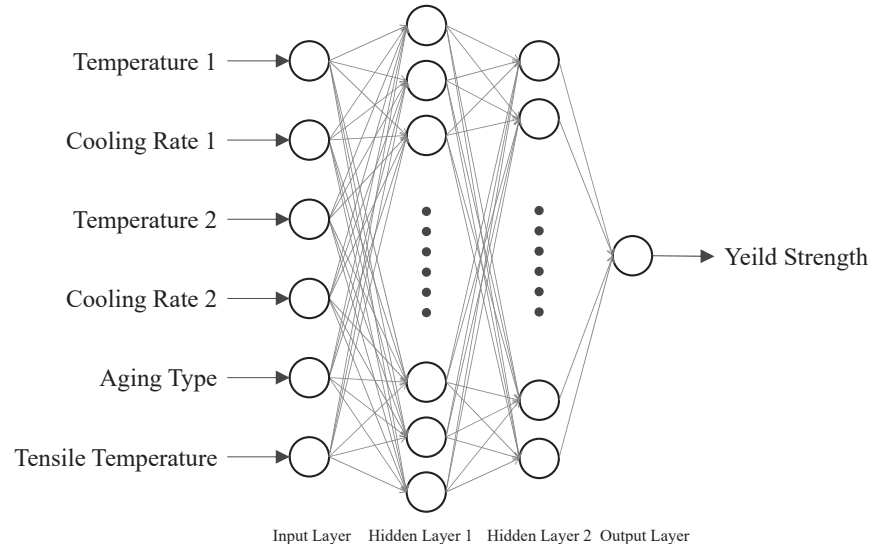 Temperature 1
Cooling Rate 1
Temperature 2
Cooling Rate 2
Aging Type
Tensile Temperature
Yeild Strength
Input Layer Hidden Layer 1 Hidden Layer 2 Output Layer